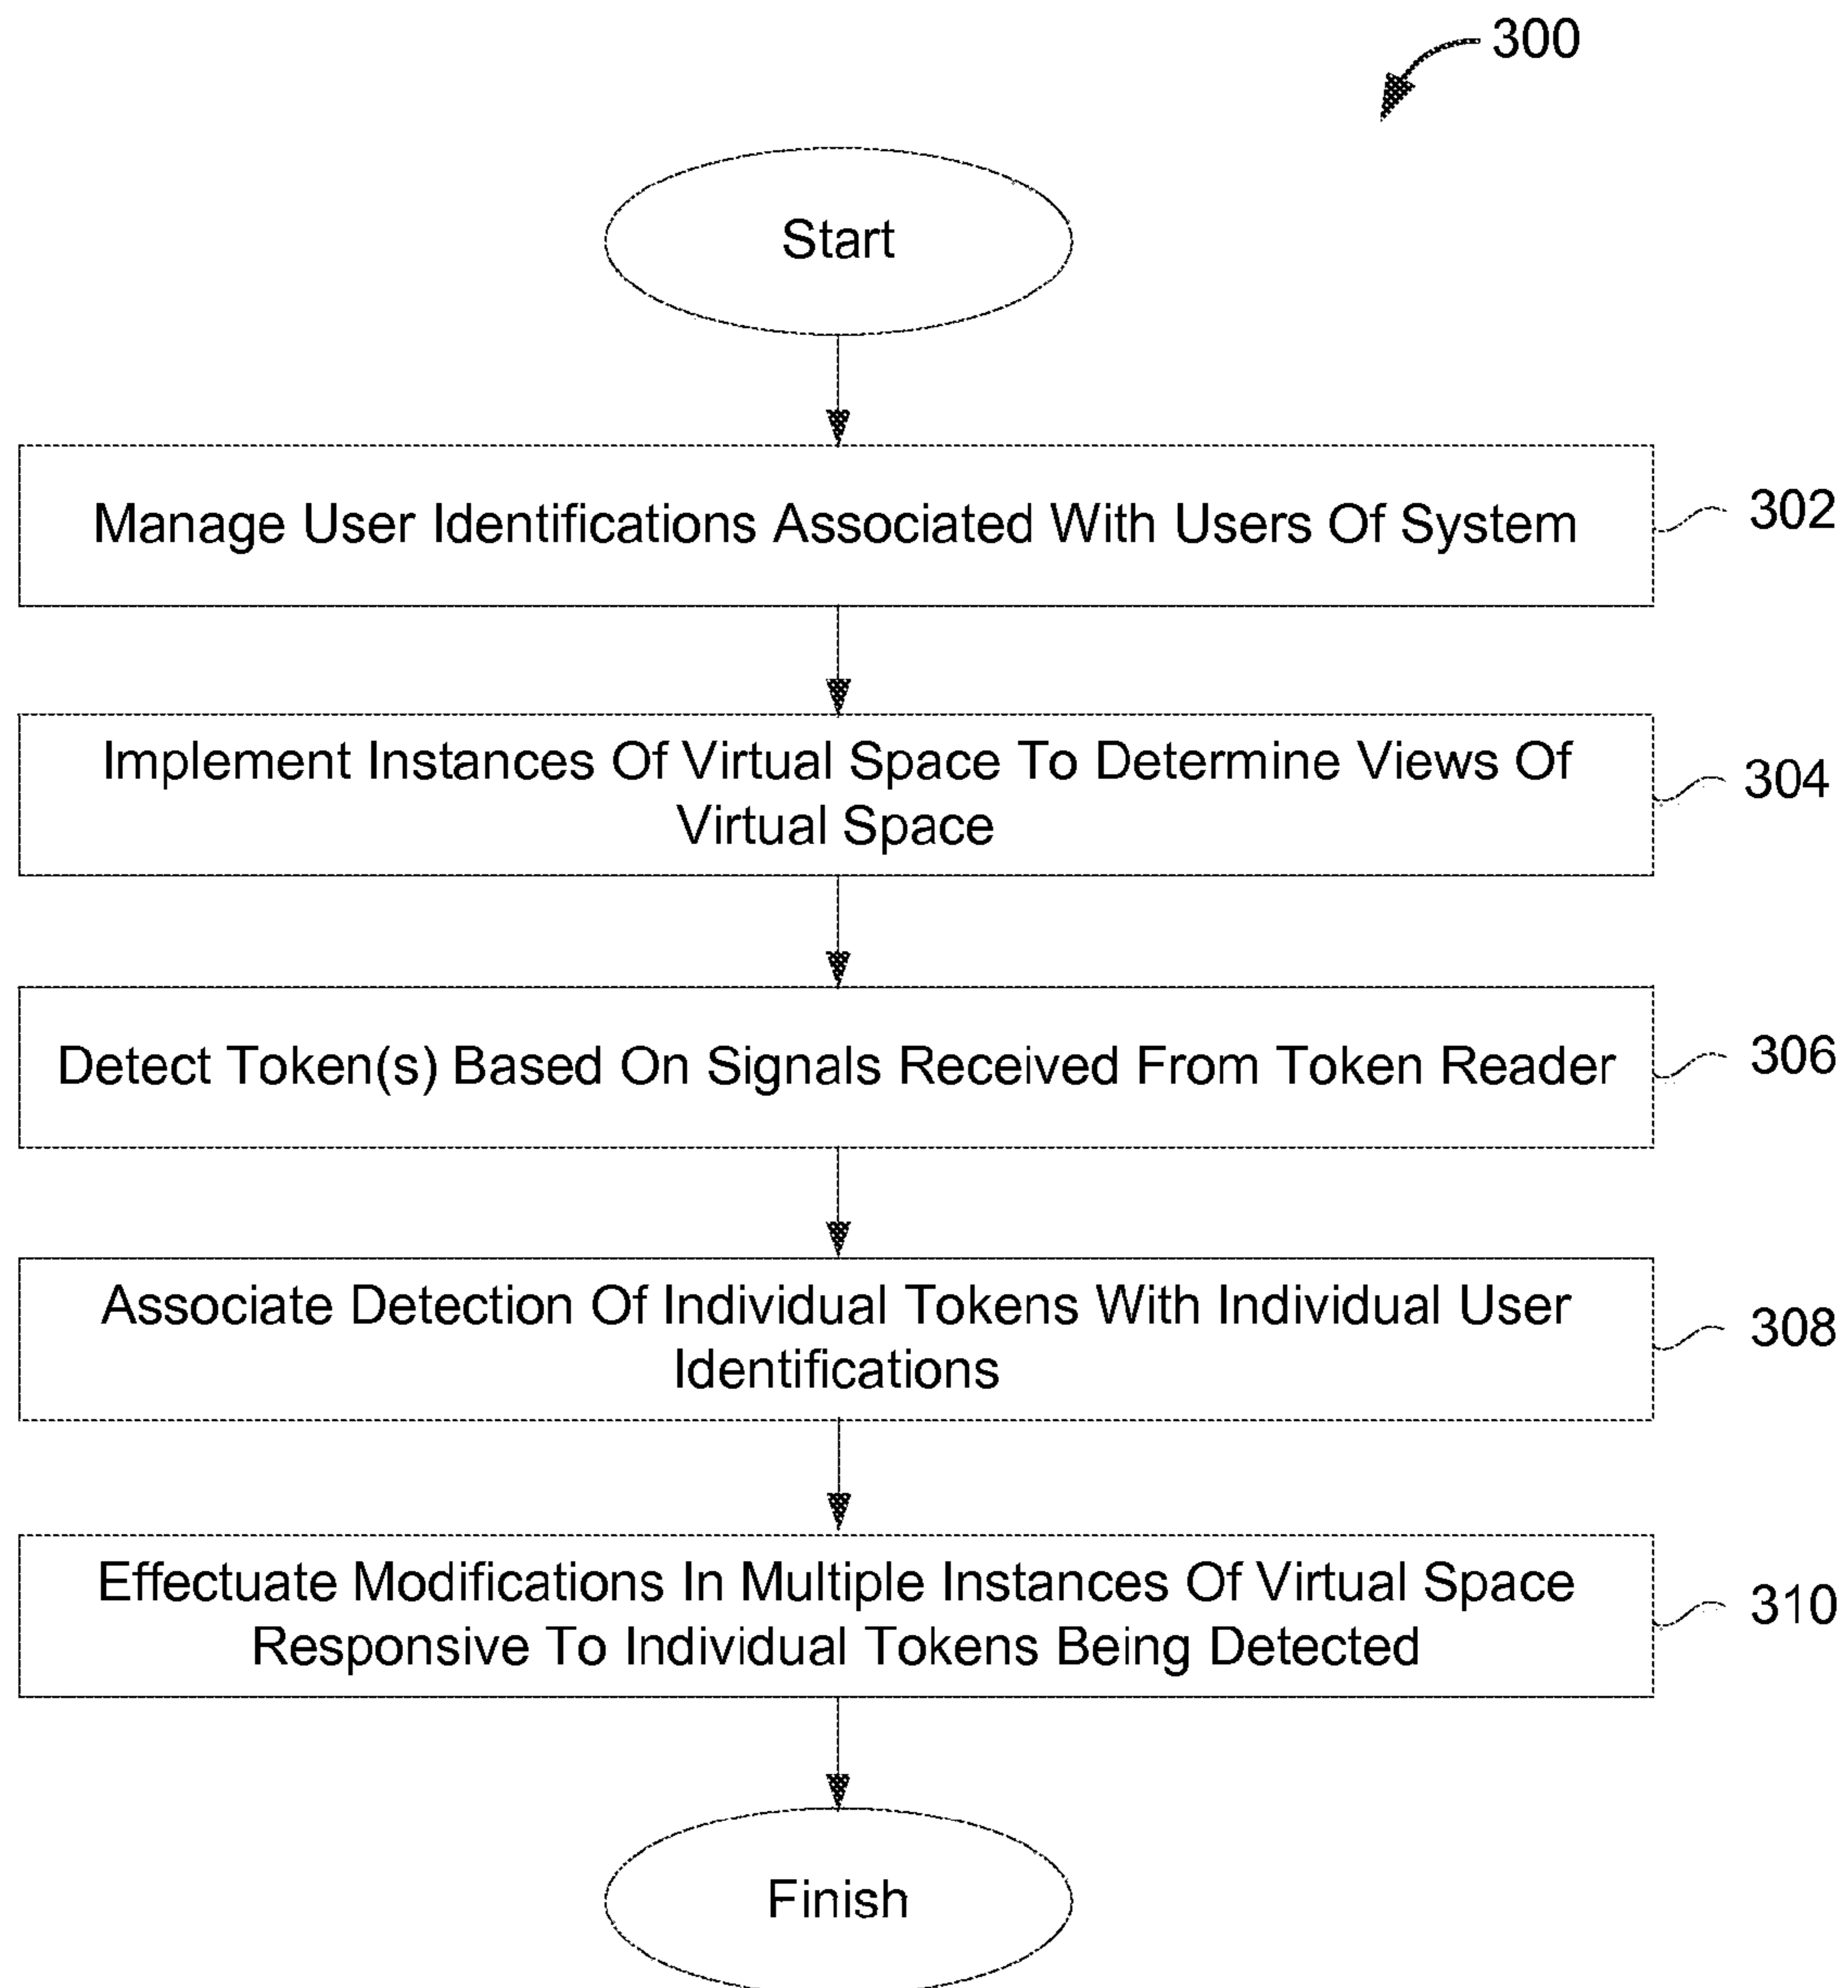 300
Start
Manage User Identifications Associated With Users Of System
302
Implement Instances Of Virtual Space To Determine Views Of
Virtual Space
304
Detect Token(s) Based On Signals Received From Token Reader
306
Associate Detection Of Individual Tokens With Individual User
Identifications
308
Effectuate Modifications In Multiple Instances Of Virtual Space
Responsive To Individual Tokens Being Detected
310
Finish